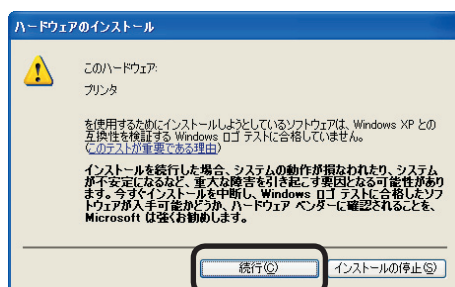 ハードウェアのインストール
このハードウェア:
プリンタ
を使用するためにインストールしようとしているソフトウェアは、Windows XP との
互換性を検証する Windows ロゴ テストに合格していません。
(このテストが重要である理由)
インストールを続行した場合、システムの動作が損なわれたり、システム
が不安定になるなど、重大な障害を引き起こす要因となる可能性があり
ます。今すぐインストールを中断し、Windows ロゴ テストに合格したソフ
トウェアが入手可能かどうか、ハードウェア ベンダーに確認されることを、
Microsoft は強くお勧めします。
続行(C)
インストールの停止(S)